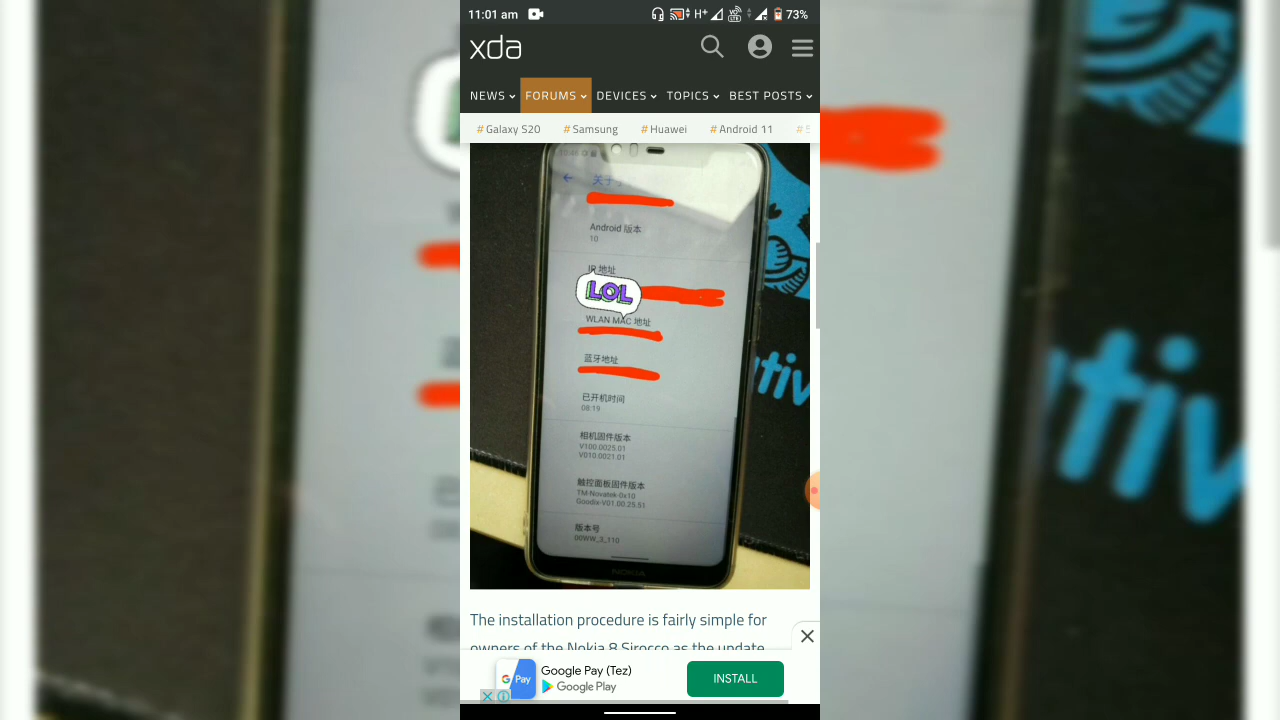 11:01 am
H+
73%
xda
NEWS
FORUMS
DEVICES
TOPICS
BEST POSTS
#Galaxy S20
#Samsung
#Huawei
#Android 11
关于
Android 版本
10
IP 地址
LOL
WLAN MAC 地址
蓝牙地址
已开机时间
08:19
相机固件版本
V100.0025.01
V010.0021.01
触控面板固件版本
TM-Novatek-0x10
Goodix-V01.00.25.51
版本号
00WW_3_110
NOKIA
The installation procedure is fairly simple for
owners of the Nokia 8 Sirocco as the update
G Pay
Google Pay (Tez)
Google Play
INSTALL